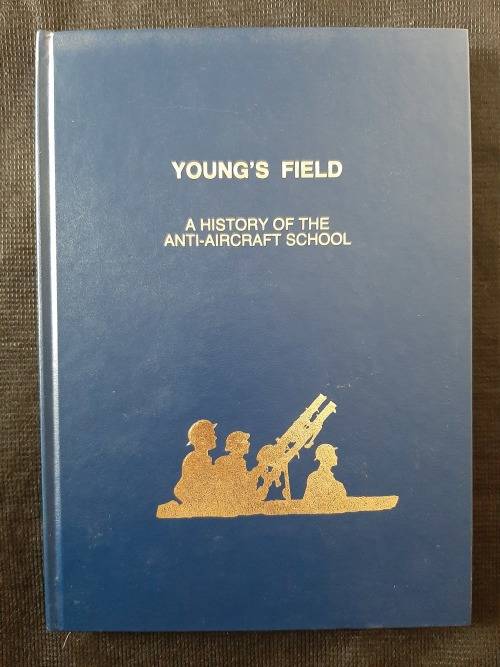 YOUNG'S FIELD
A HISTORY OF THE
ANTI-AIRCRAFT SCHOOL